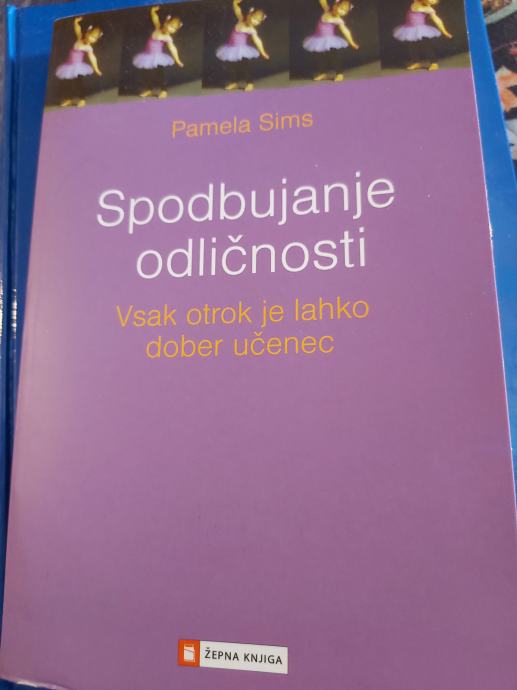 Pamela Sims
Spodbujanje
odličnosti
Vsak otrok je lahko
dober učenec
ŽEPNA KNJIGA